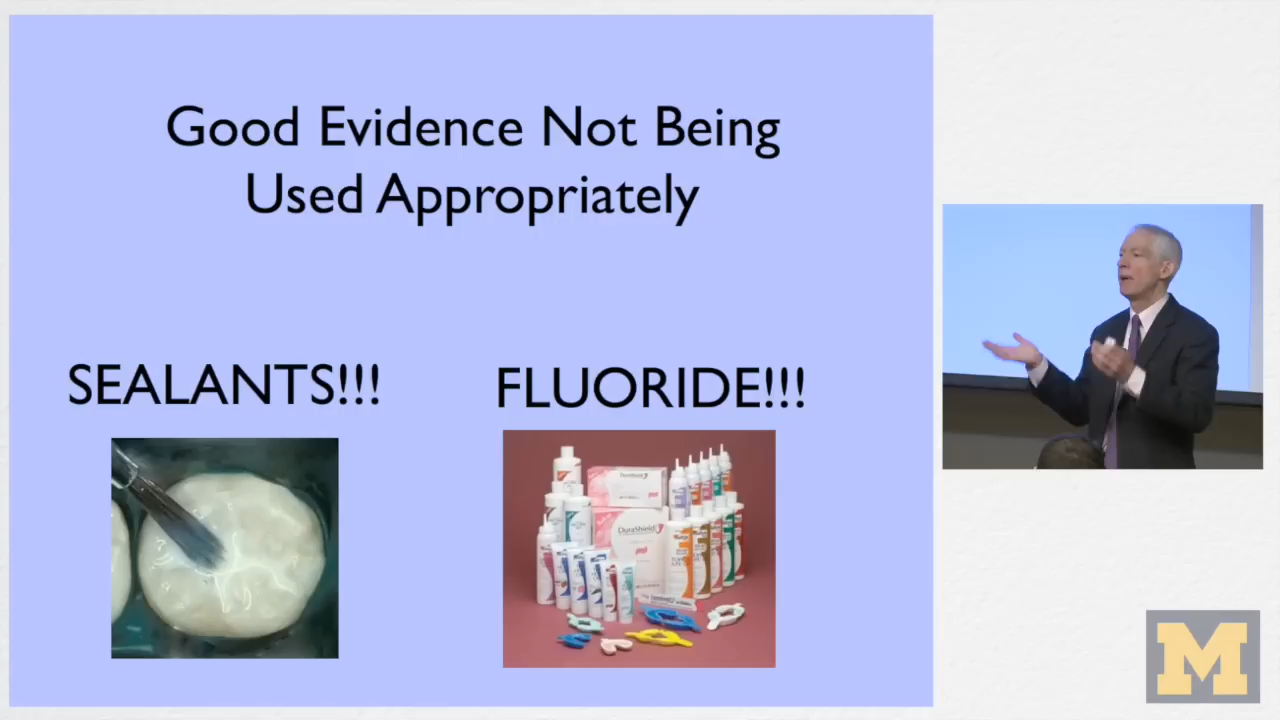 Good Evidence Not Being
Used Appropriately
SEALANTS!!!
FLUORIDE!!!
DuraShield
M